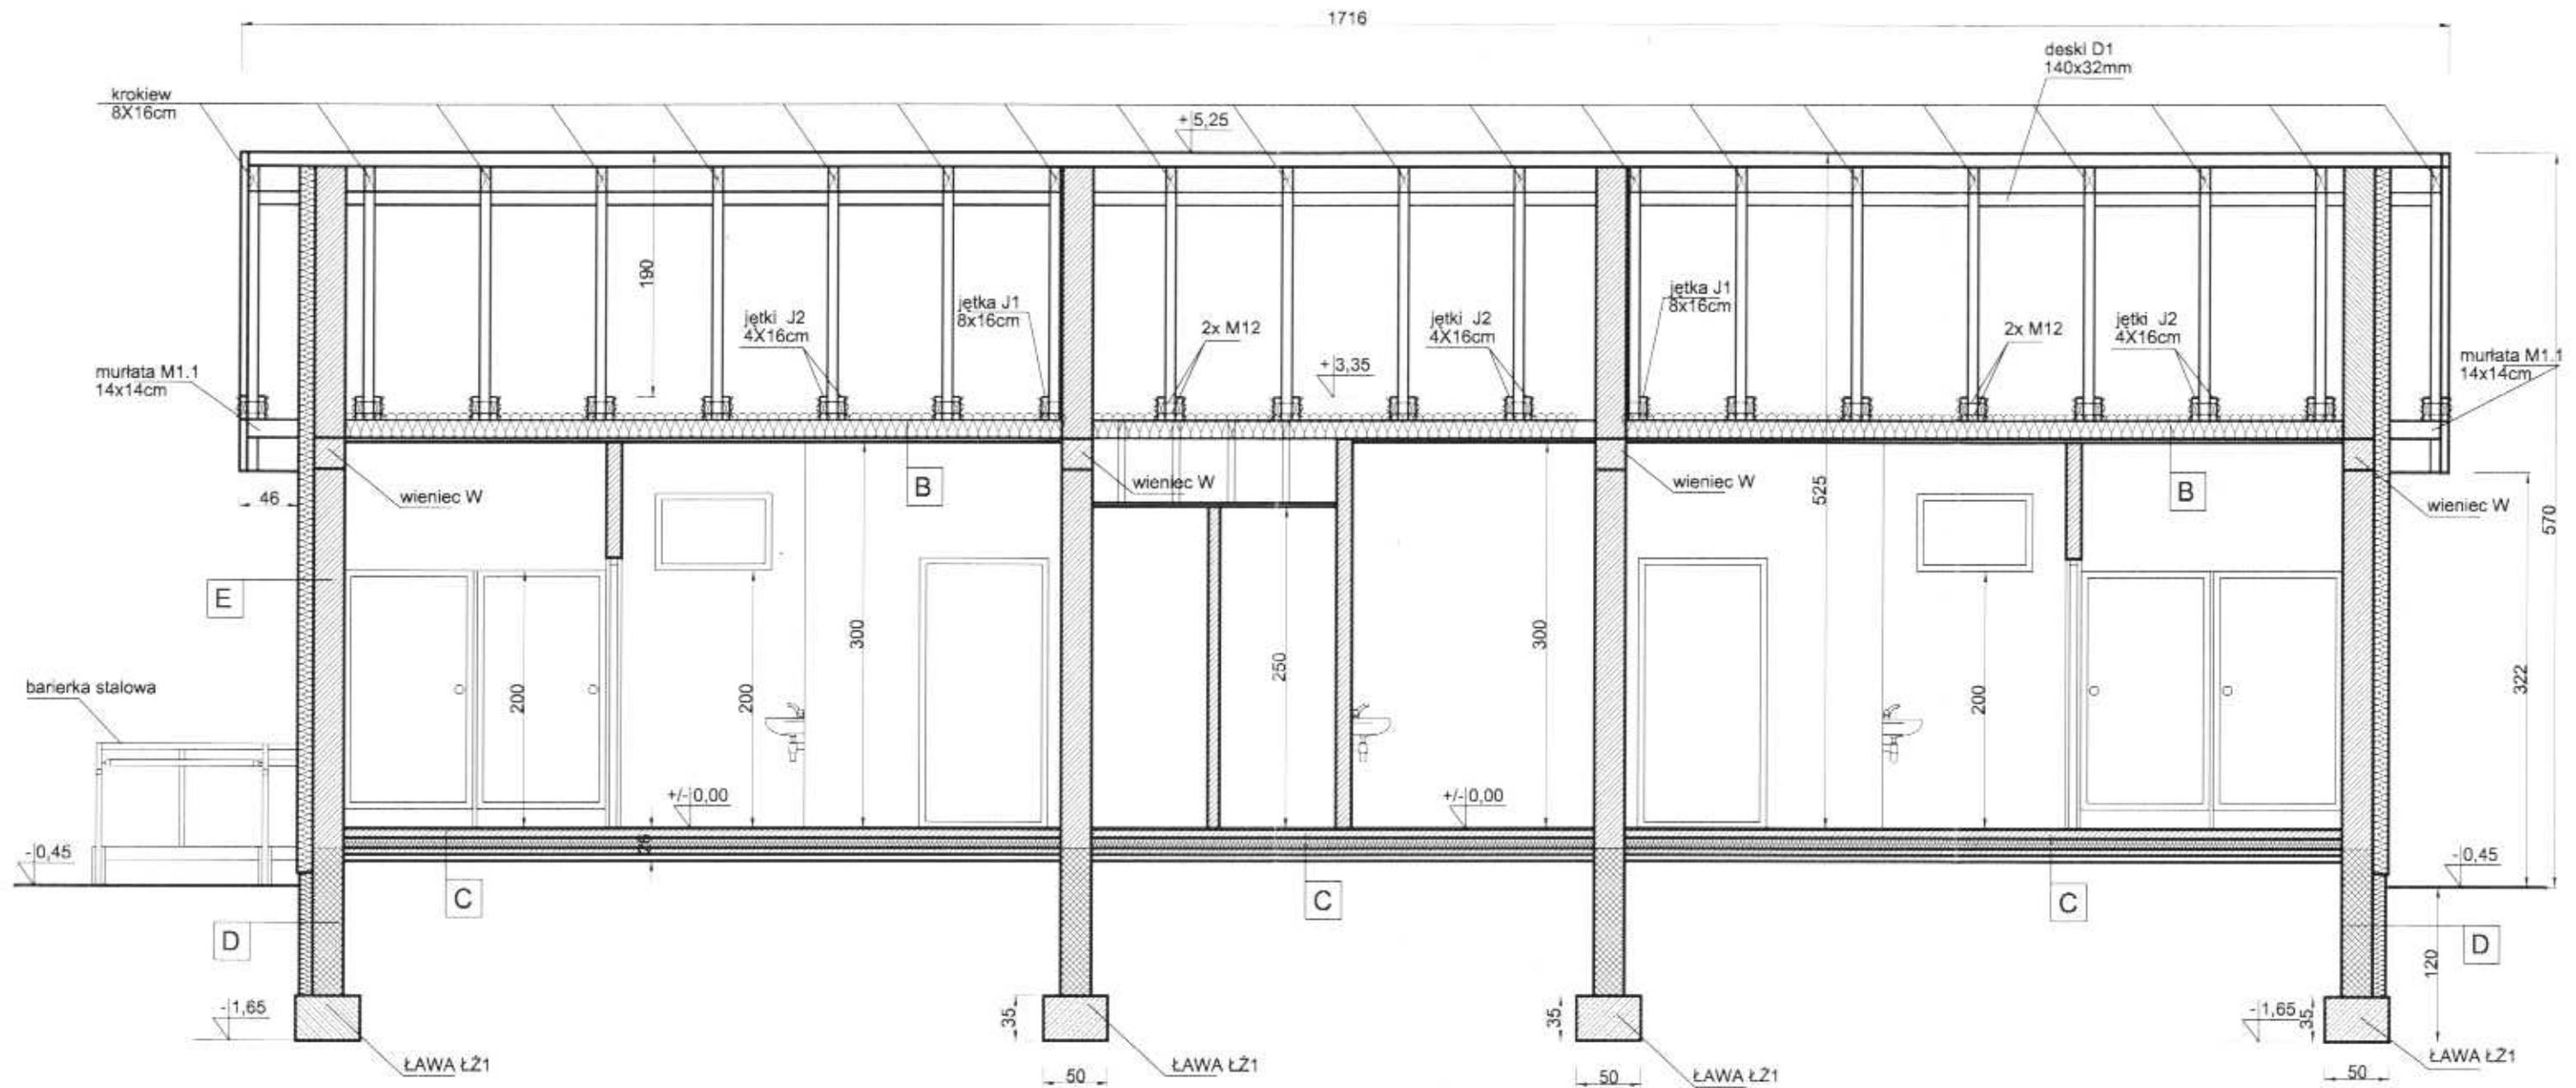 1716
deski D1
140x32mm
krokiew
8X16cm
+5,25
190
jętka J1
8x16cm
jętki J2
4X16cm
2x M12
jętki J2
4X16cm
+3,35
jętka J1
8x16cm
2x M12
jętki J2
4X16cm
murłata M1.1
14x14cm
murłata M1.1
14x14cm
46
wieniec W
B
wieniec W
wieniec W
525
B
wieniec W
570
E
200
200
300
250
300
200
322
barierka stalowa
+/-0,00
+/-0,00
26
-0,45
-0,45
C
C
C
D
D
120
-1,65
35
35
-1,65
35
ŁAWA ŁŻ1
50
ŁAWA ŁŻ1
50
ŁAWA ŁŻ1
50
ŁAWA ŁŻ1